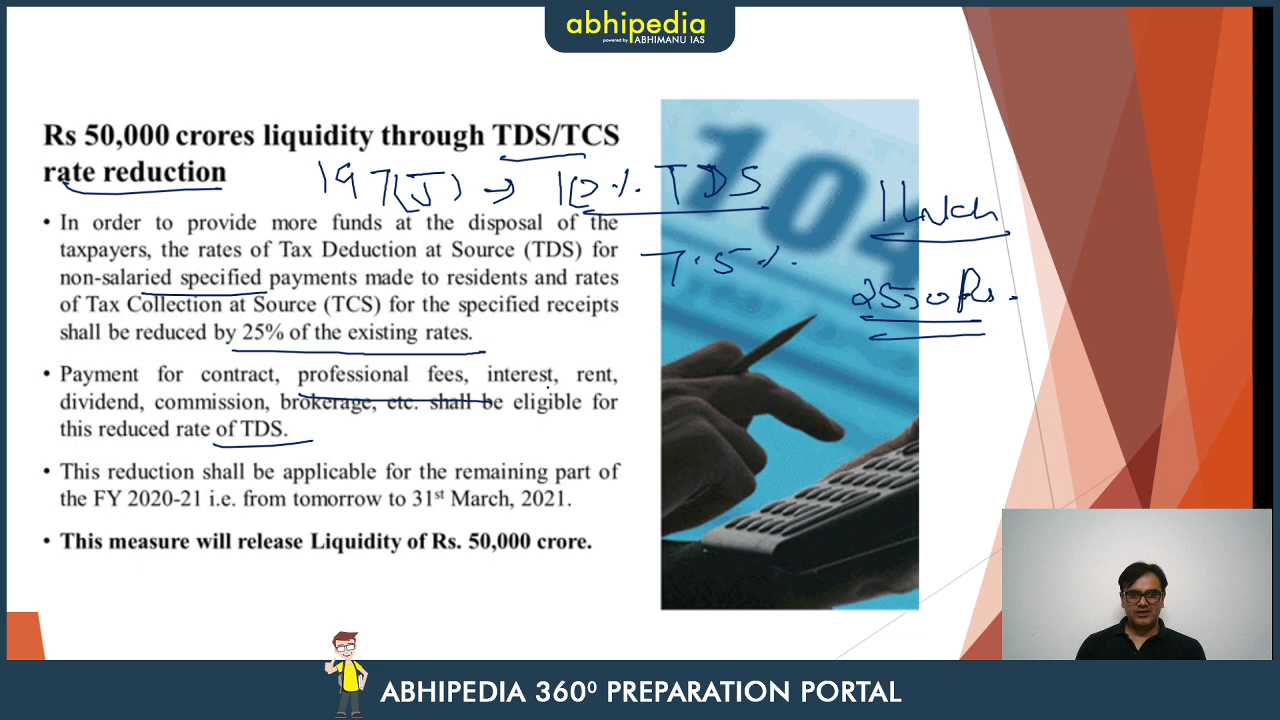 abhipedia
powered by ABHIMANU IAS
Rs 50,000 crores liquidity through TDS/TCS
rate reduction
197(J) → 10% TDS
1 Lakh
7.5%.
2500 Rs.
• In order to provide more funds at the disposal of the
taxpayers, the rates of Tax Deduction at Source (TDS) for
non-salaried specified payments made to residents and rates
of Tax Collection at Source (TCS) for the specified receipts
shall be reduced by 25% of the existing rates.
• Payment for contract, professional fees, interest, rent,
dividend, commission, brokerage, etc. shall be eligible for
this reduced rate of TDS.
• This reduction shall be applicable for the remaining part of
the FY 2020-21 i.e. from tomorrow to 31st March, 2021.
• This measure will release Liquidity of Rs. 50,000 crore.
104
ABHIPEDIA 360⁰ PREPARATION PORTAL